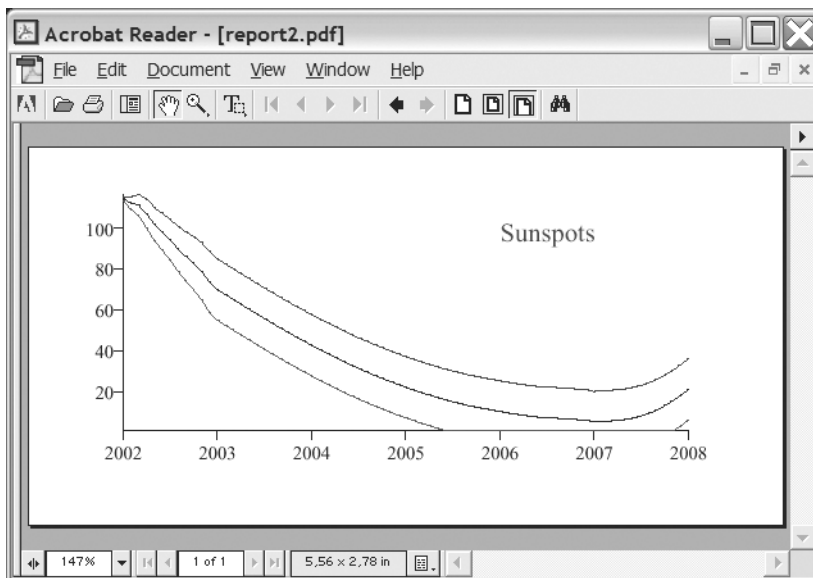 Acrobat Reader - [report2.pdf]
File Edit Document View Window Help
Sunspots
100
80
60
40
20
2002 2003 2004 2005 2006 2007 2008
147% 1 of 1 5,56 × 2,78 in